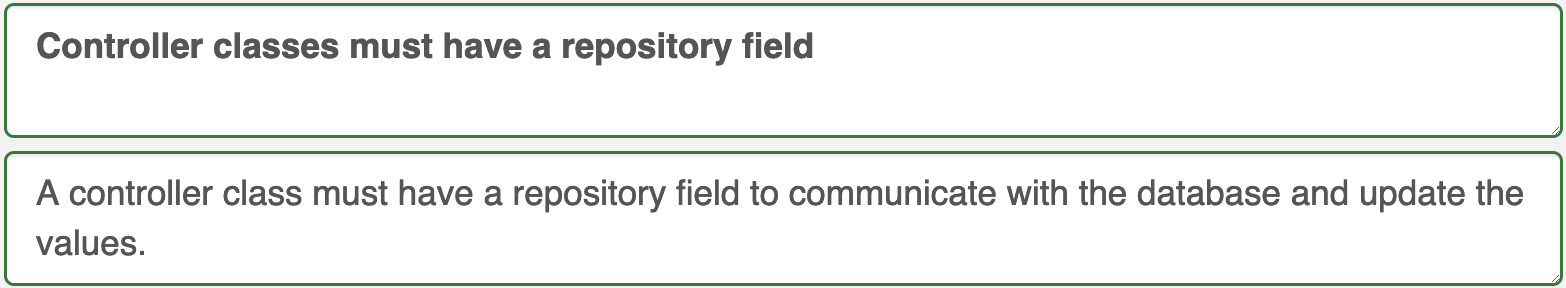 Controller classes must have a repository field
A controller class must have a repository field to communicate with the database and update the
values.